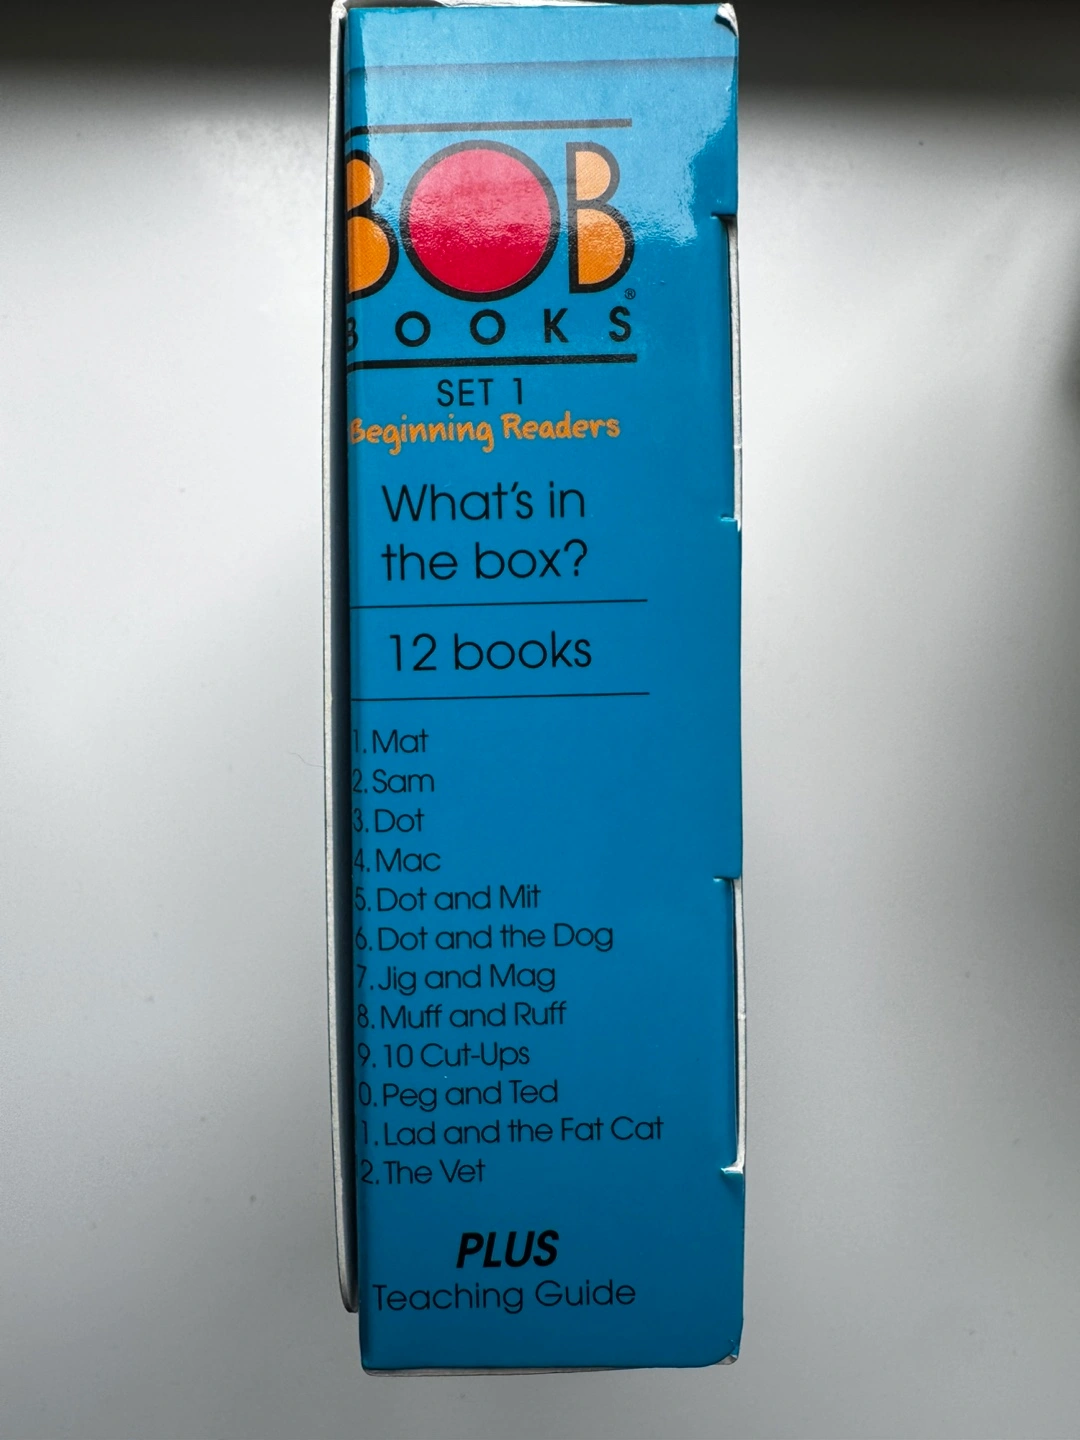 BOB®
BOOKS
SET 1
Beginning Readers
What's in
the box?
12 books
1. Mat
2. Sam
3. Dot
4. Mac
5. Dot and Mit
6. Dot and the Dog
7. Jig and Mag
8. Muff and Ruff
9. 10 Cut-Ups
0. Peg and Ted
1. Lad and the Fat Cat
2. The Vet
PLUS
Teaching Guide